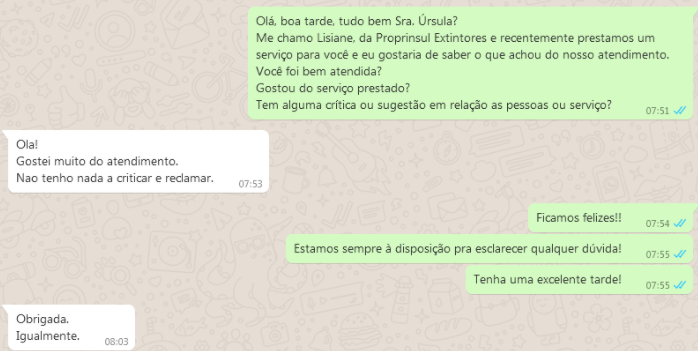 Olá, boa tarde, tudo bem Sra. Úrsula?
Me chamo Lisiane, da Proprinsul Extintores e recentemente prestamos um
serviço para você e eu gostaria de saber o que achou do nosso atendimento.
Você foi bem atendida?
Gostou do serviço prestado?
Tem alguma crítica ou sugestão em relação as pessoas ou serviço?
07:51
Ola!
Gostei muito do atendimento.
Nao tenho nada a criticar e reclamar.
07:53
Ficamos felizes!!
07:54
Estamos sempre à disposição pra esclarecer qualquer dúvida!
07:55
Tenha uma excelente tarde!
07:55
Obrigada.
Igualmente.
08:03